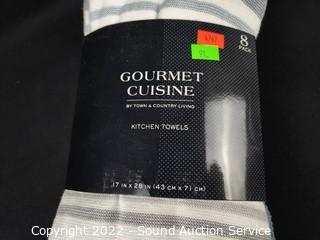 8
PACK
GOURMET
CUISINE
BY TOWN & COUNTRY LIVING
KITCHEN TOWELS
17 IN X 28 IN (43 CM X 71 CM)
Copyright 2022 - Sound Auction Service